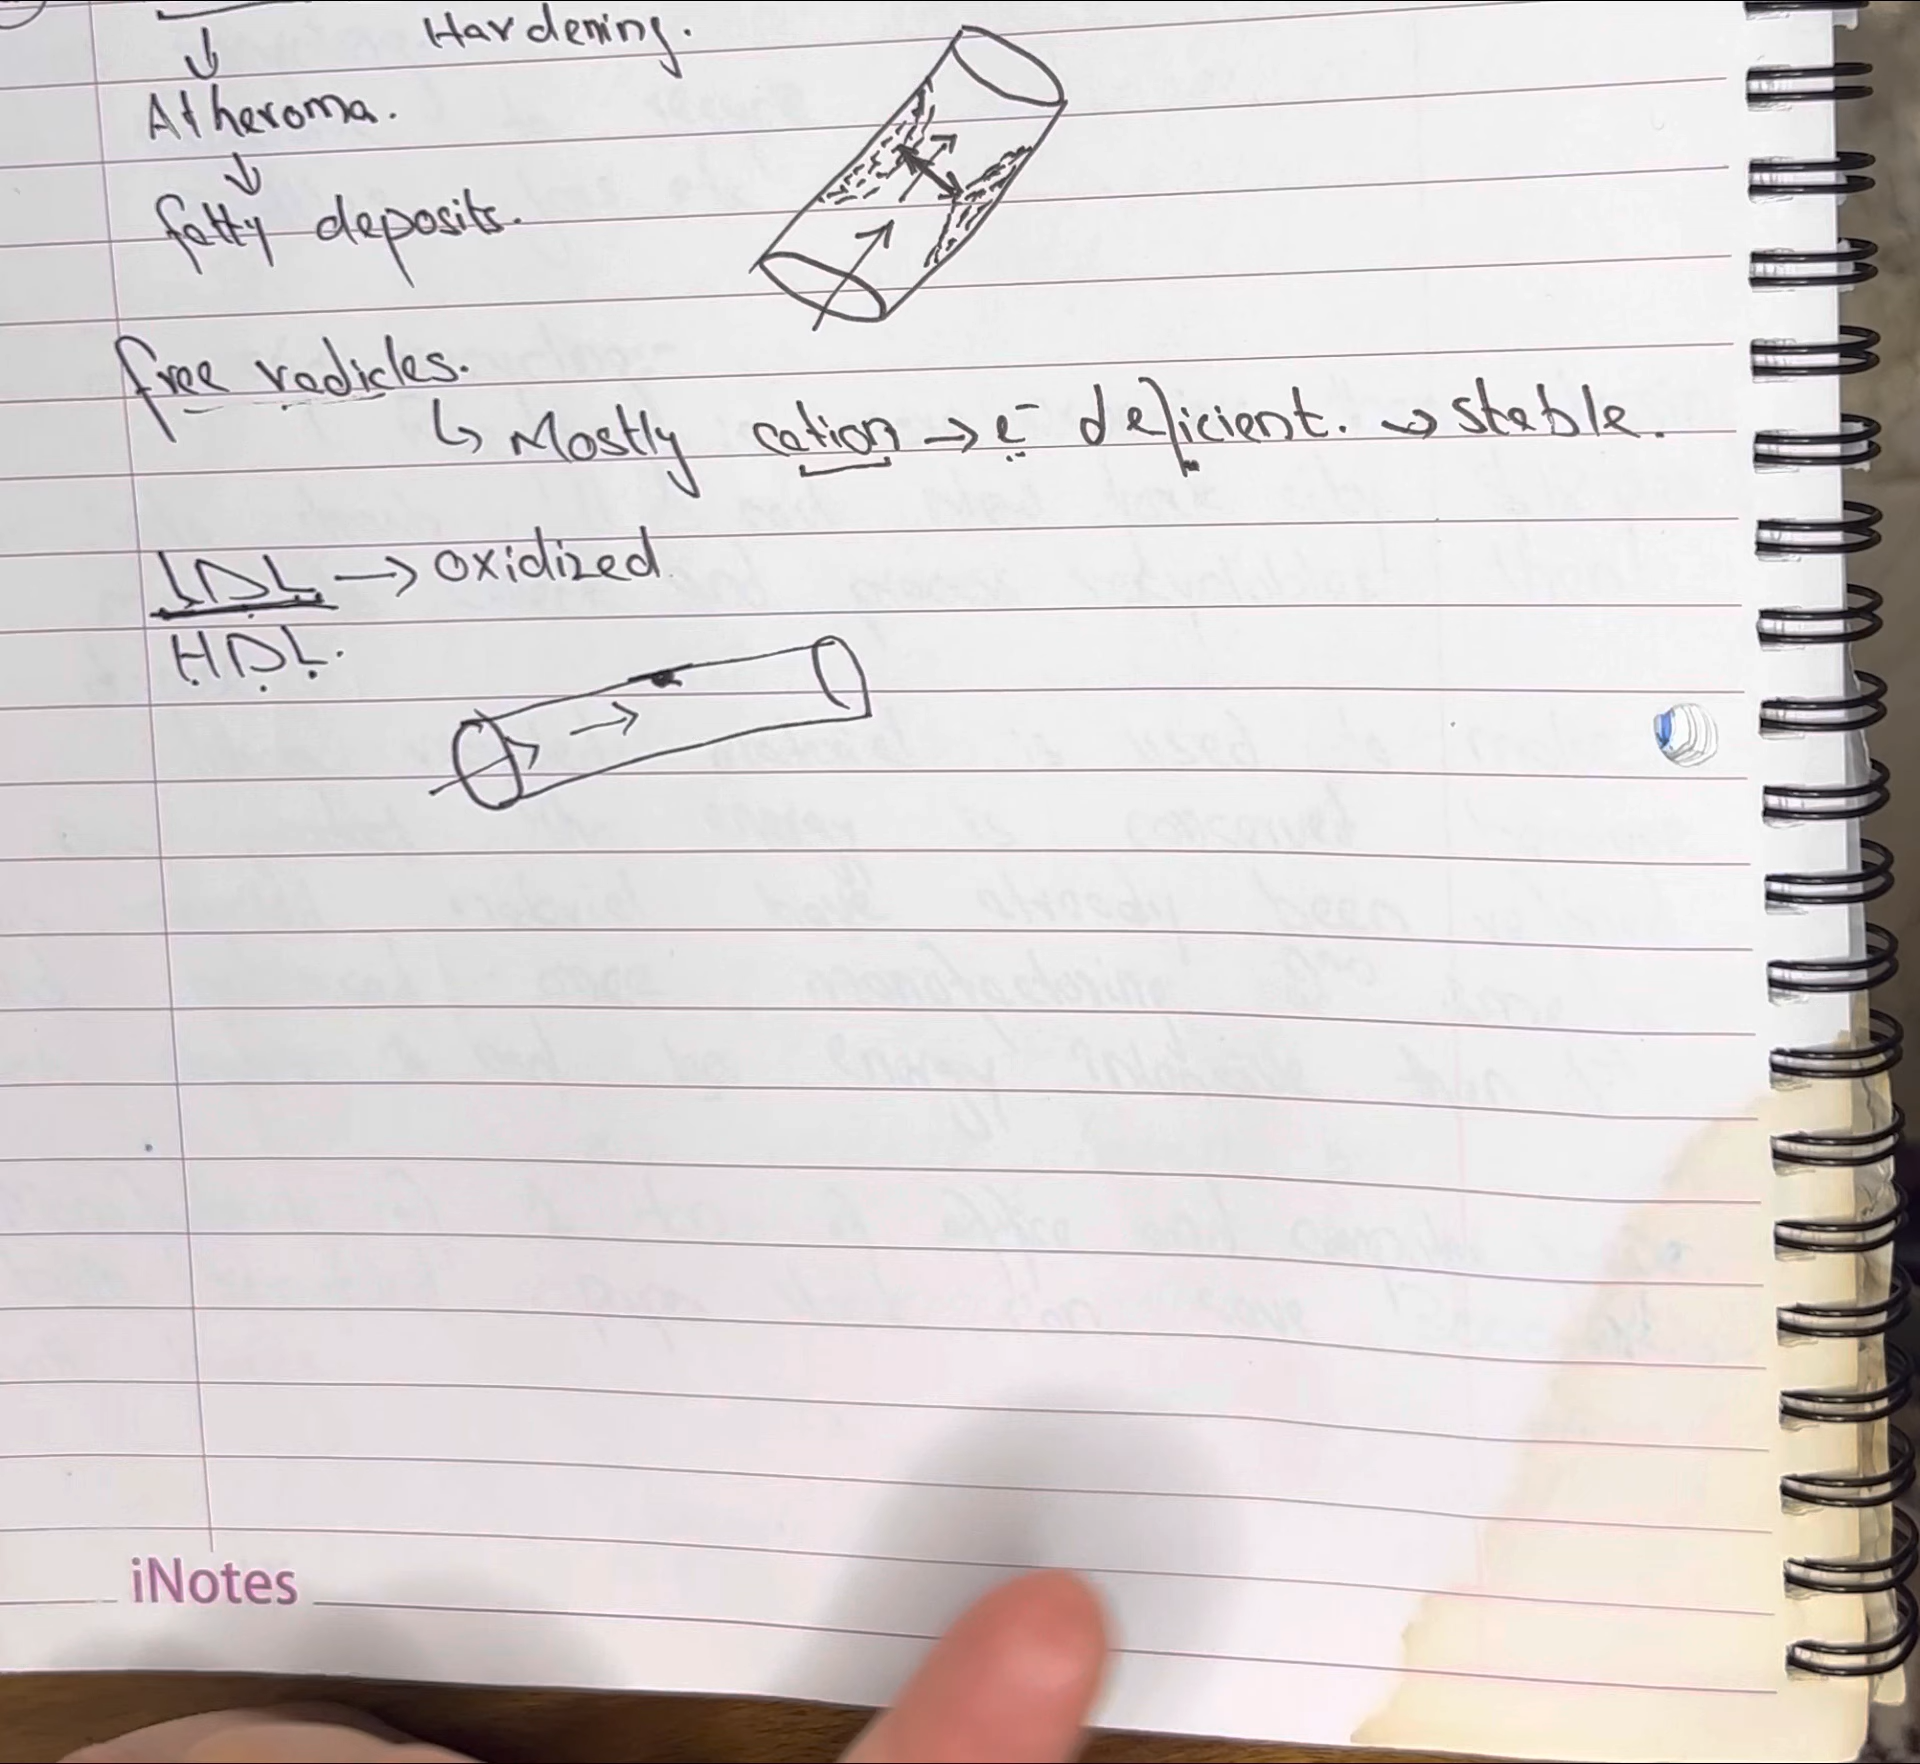 Hardening.
↓
Atheroma.
↓
fatty deposits.
free radicles.
↳ Mostly cation → e⁻ deficient. → stable.
LDL → oxidized
HDL.
iNotes